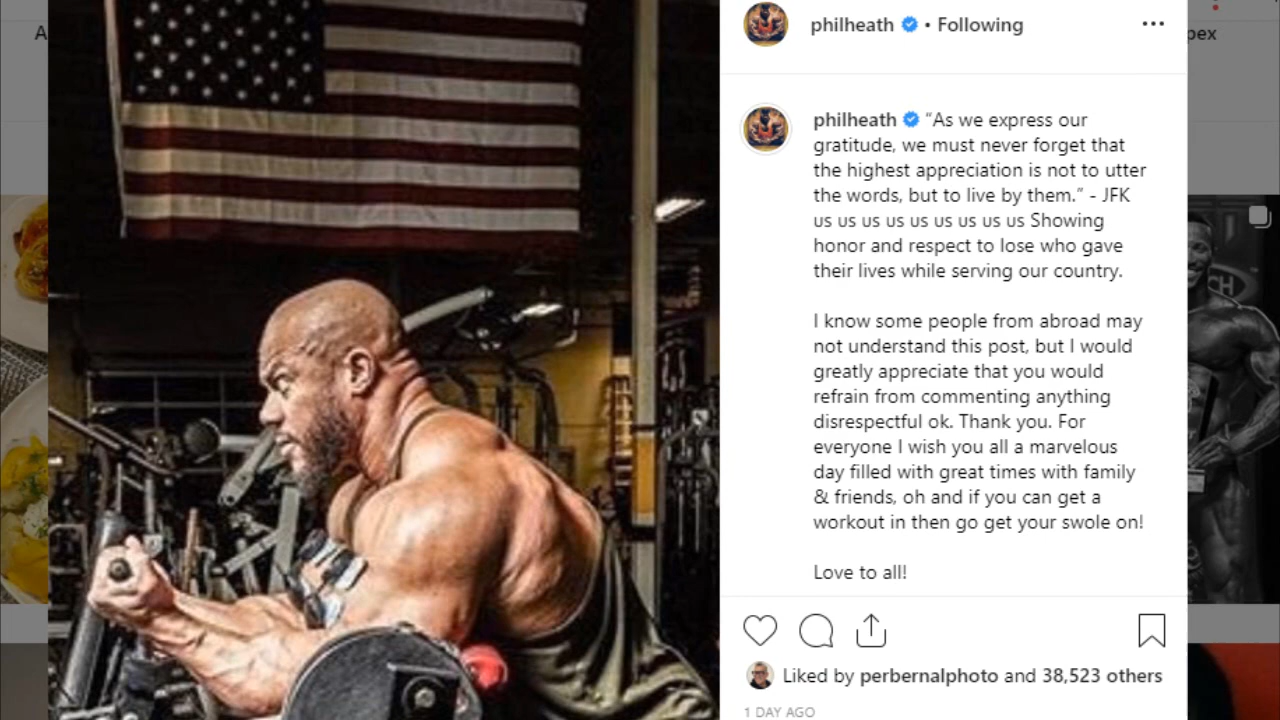 A
pex
philheath • Following
philheath “As we express our
gratitude, we must never forget that
the highest appreciation is not to utter
the words, but to live by them.” - JFK
us us us us us us us us us Showing
honor and respect to lose who gave
their lives while serving our country.
I know some people from abroad may
not understand this post, but I would
greatly appreciate that you would
refrain from commenting anything
disrespectful ok. Thank you. For
everyone I wish you all a marvelous
day filled with great times with family
& friends, oh and if you can get a
workout in then go get your swole on!
Love to all!
Liked by perbernalphoto and 38,523 others
1 DAY AGO
CH